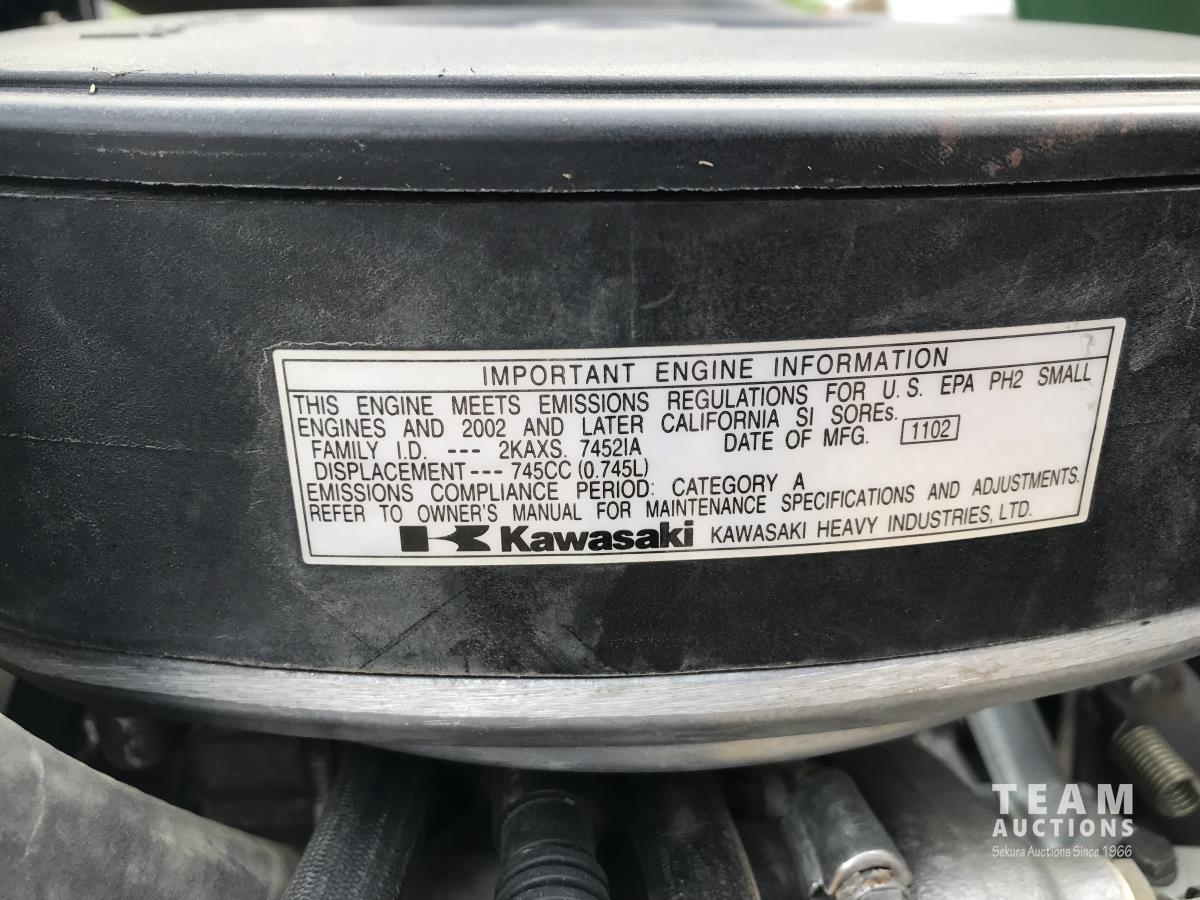 IMPORTANT ENGINE INFORMATION
THIS ENGINE MEETS EMISSIONS REGULATIONS FOR U.S. EPA PH2 SMALL
ENGINES AND 2002 AND LATER CALIFORNIA SI SOREs.
FAMILY I.D. --- 2KAXS. 7452IA DATE OF MFG. 1102
DISPLACEMENT --- 745CC (0.745L)
EMISSIONS COMPLIANCE PERIOD: CATEGORY A
REFER TO OWNER'S MANUAL FOR MAINTENANCE SPECIFICATIONS AND ADJUSTMENTS.
Kawasaki KAWASAKI HEAVY INDUSTRIES, LTD.
TEAM
AUCTIONS
Sekura Auctions Since 1966